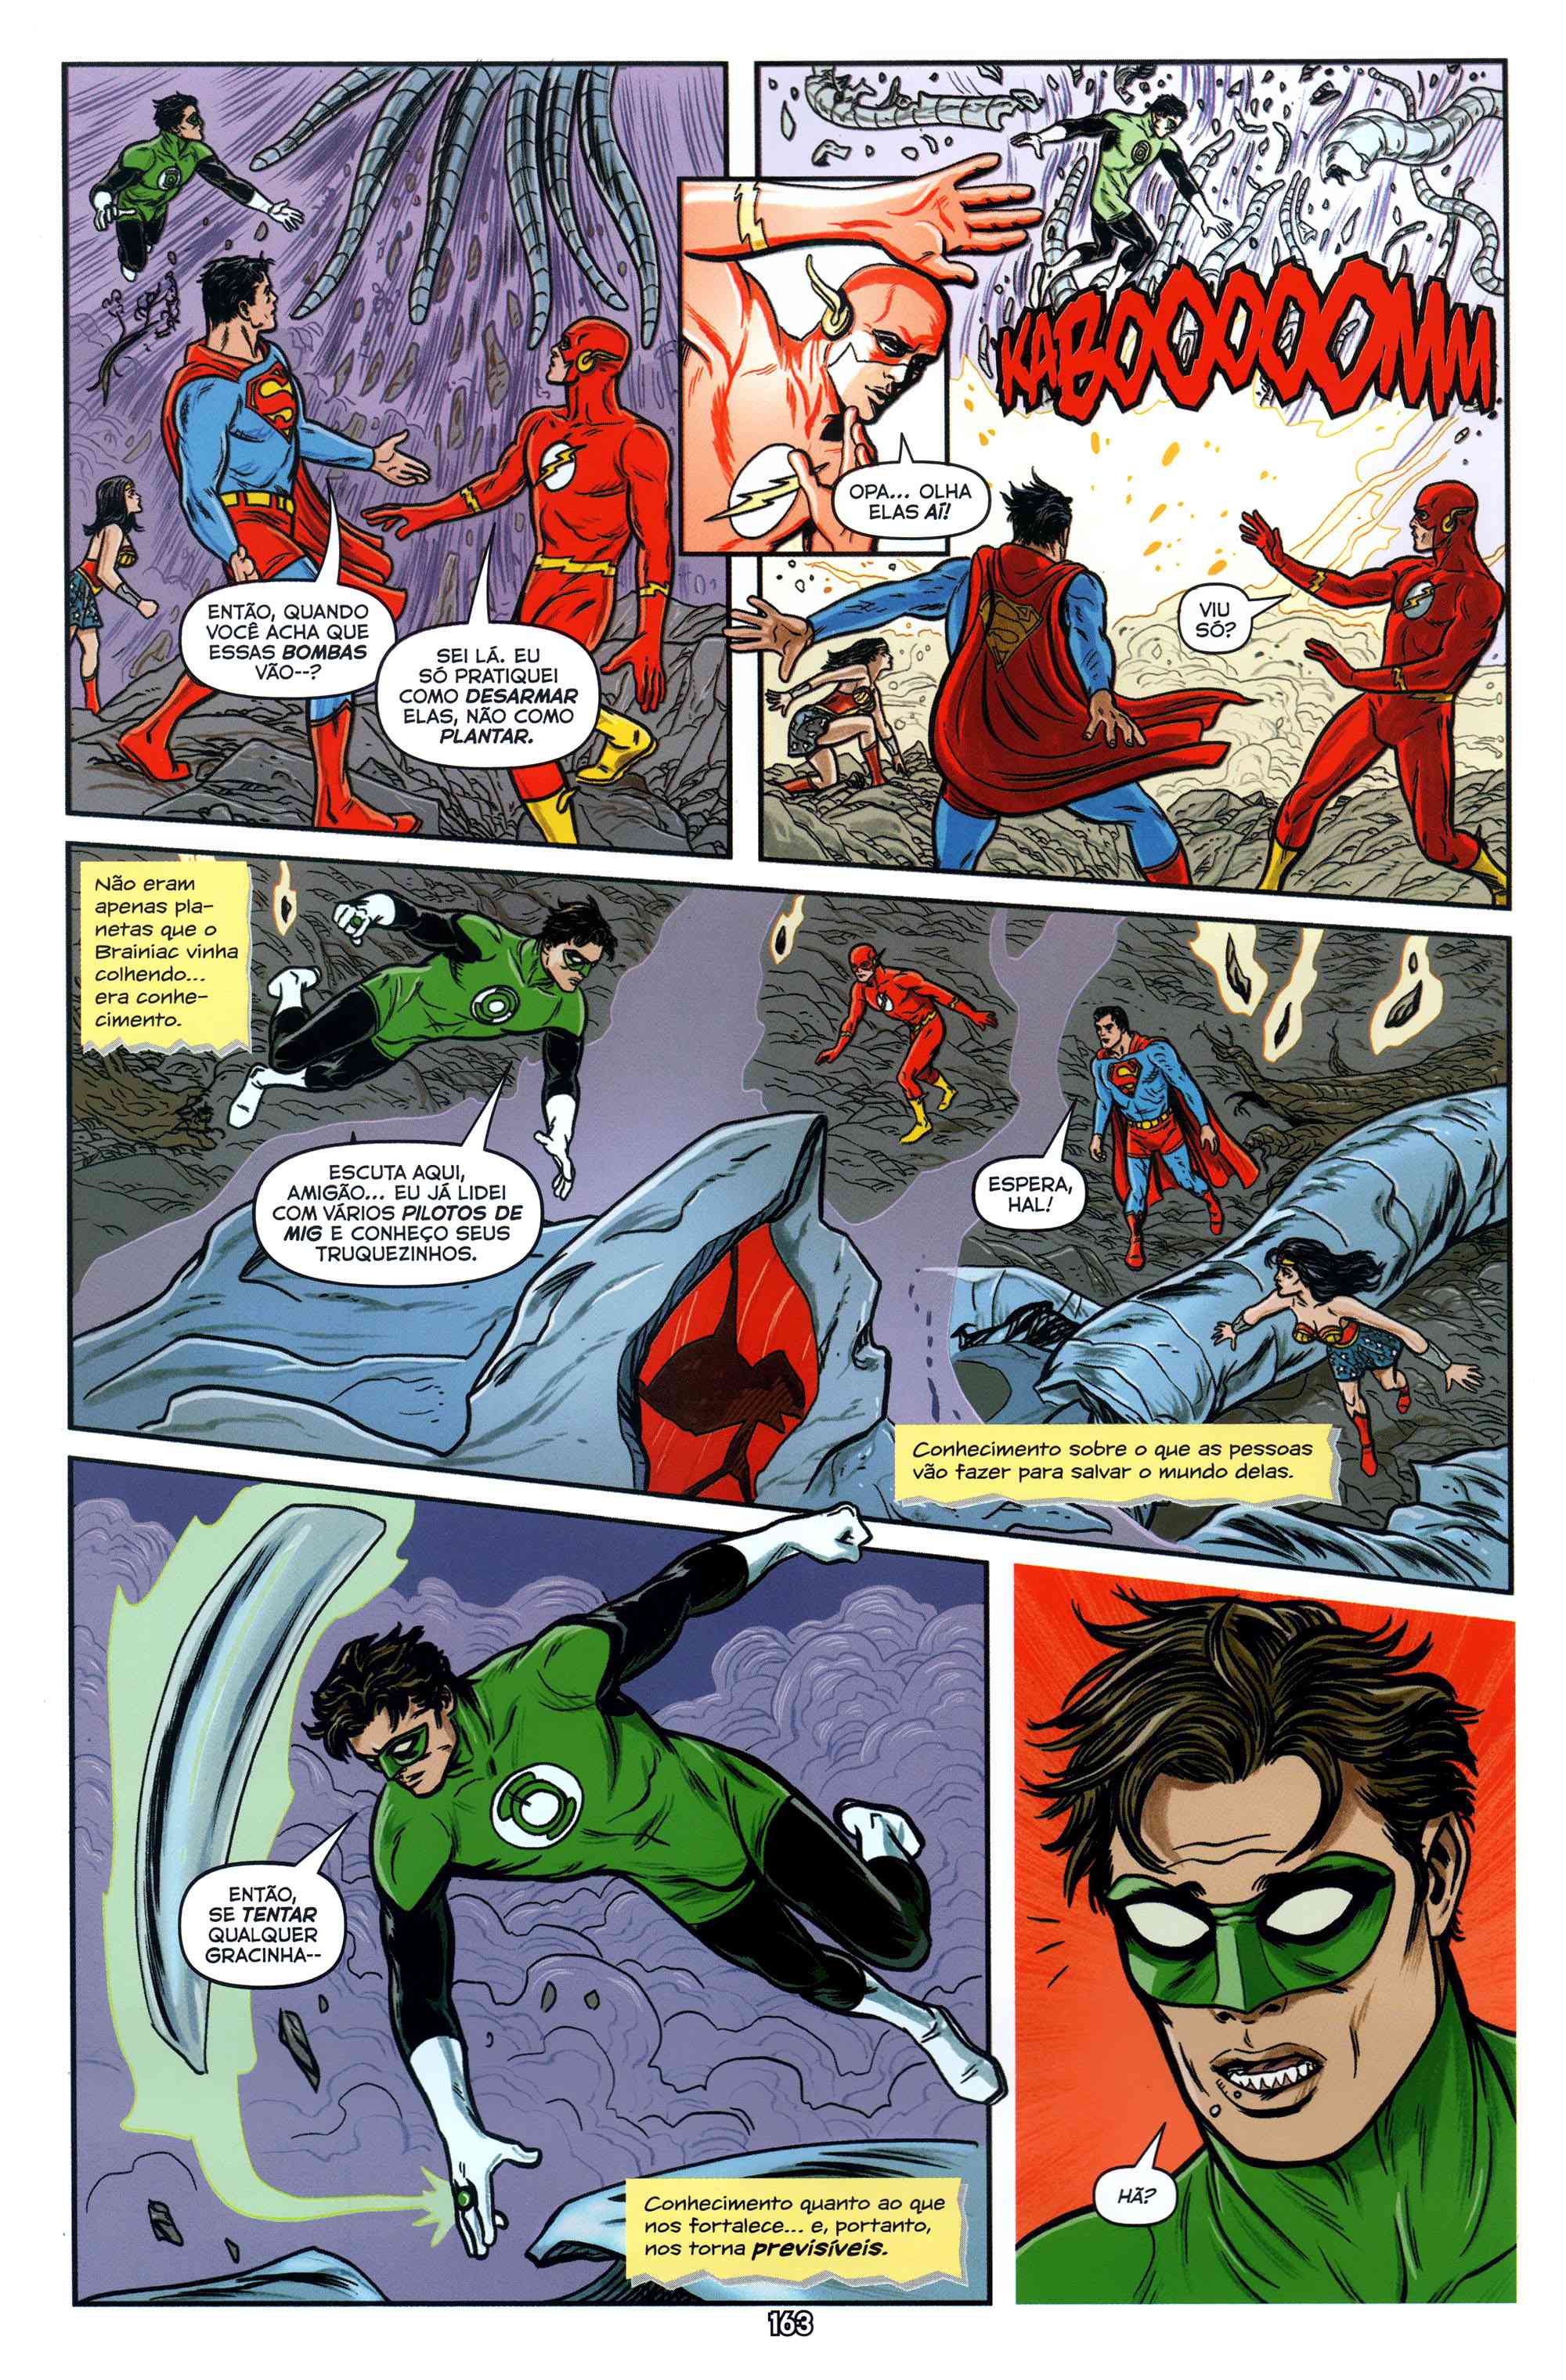 ENTÃO, QUANDO
VOCÊ ACHA QUE
ESSAS BOMBAS
VÃO--?
SEI LÁ. EU
SÓ PRATIQUEI
COMO DESARMAR
ELAS, NÃO COMO
PLANTAR.
OPA... OLHA
ELAS AÍ!
KABOOOOOMM
VIU
SÓ?
Não eram
apenas pla-
netas que o
Brainiac vinha
colhendo...
era conhe-
cimento.
ESCUTA AQUI,
AMIGÃO... EU JÁ LIDEI
COM VÁRIOS PILOTOS DE
MIG E CONHEÇO SEUS
TRUQUEZINHOS.
ESPERA,
HAL!
Conhecimento sobre o que as pessoas
vão fazer para salvar o mundo delas.
ENTÃO,
SE TENTAR
QUALQUER
GRACINHA--
Conhecimento quanto ao que
nos fortalece... e, portanto,
nos torna previsíveis.
HÃ?
163